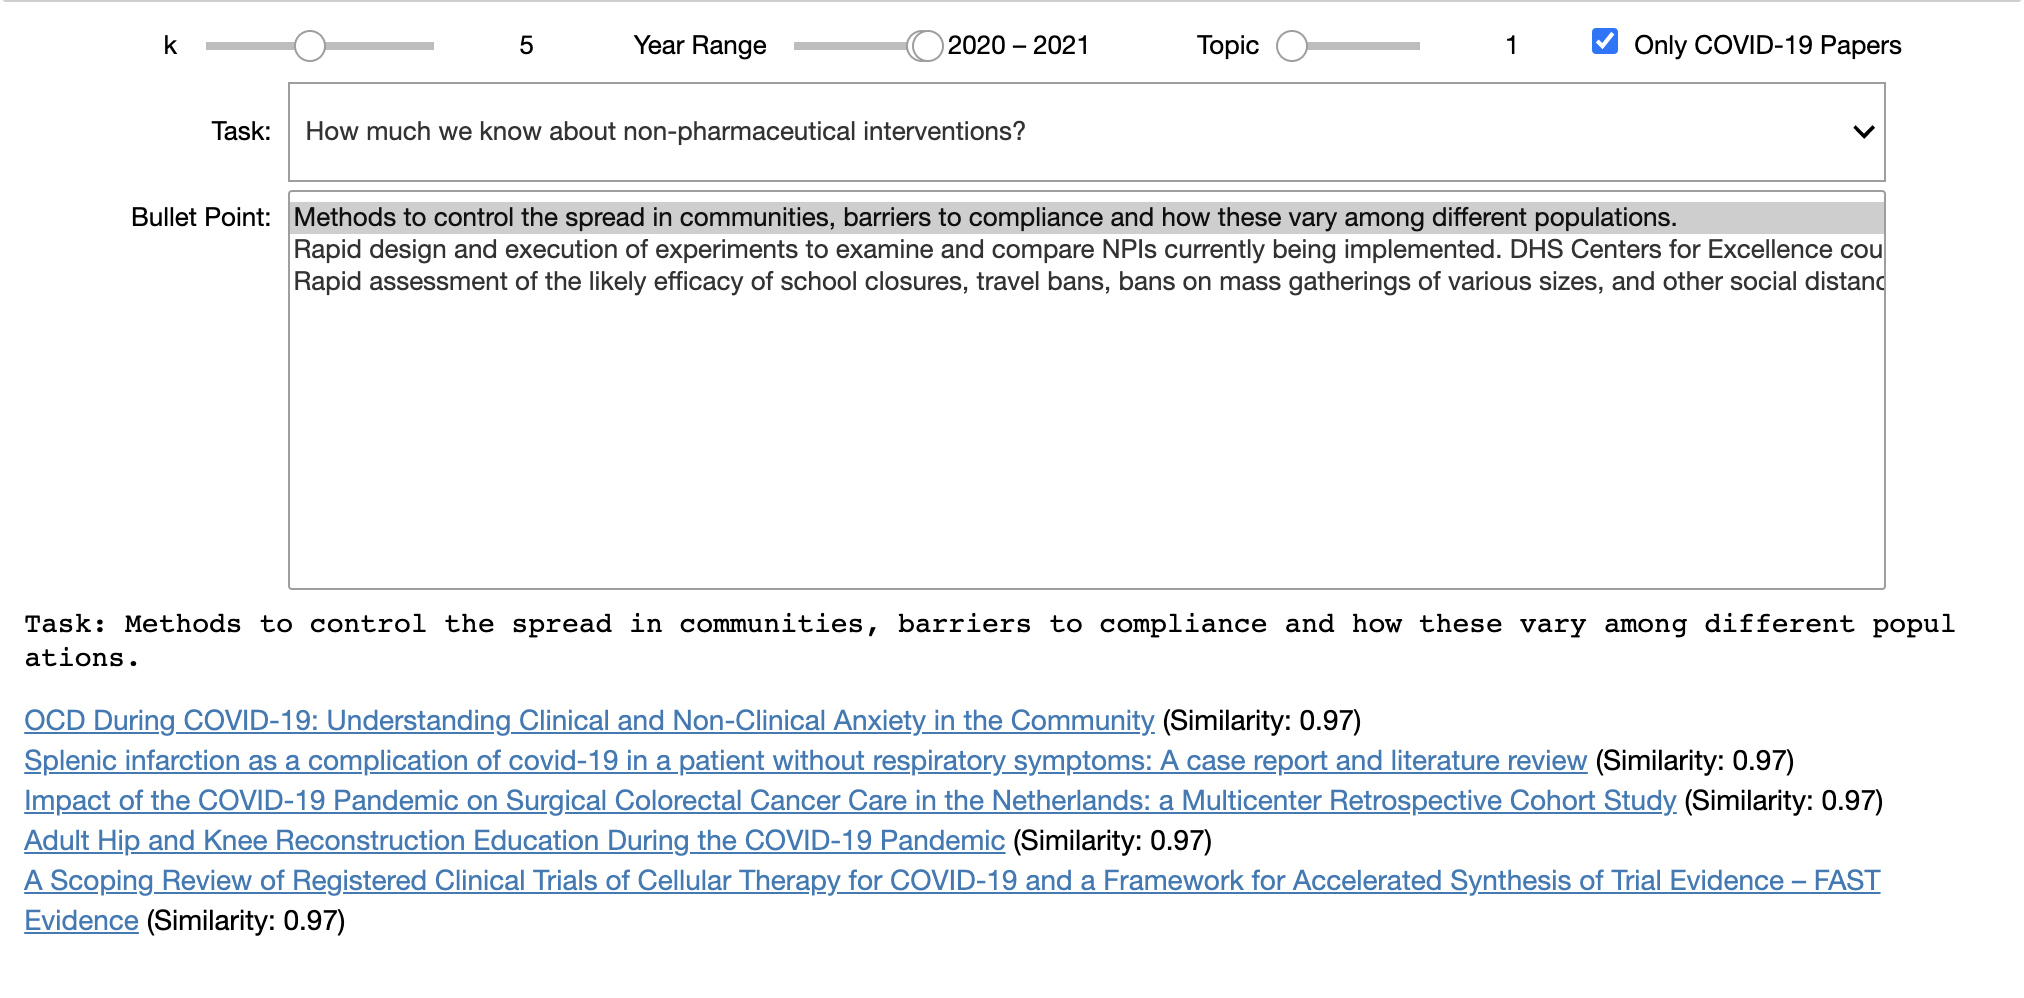 k 5 Year Range 2020 – 2021 Topic 1 Only COVID-19 Papers
Task: How much we know about non-pharmaceutical interventions?
Bullet Point: Methods to control the spread in communities, barriers to compliance and how these vary among different populations.
Rapid design and execution of experiments to examine and compare NPIs currently being implemented. DHS Centers for Excellence cou
Rapid assessment of the likely efficacy of school closures, travel bans, bans on mass gatherings of various sizes, and other social distanc
Task: Methods to control the spread in communities, barriers to compliance and how these vary among different popul
ations.
OCD During COVID-19: Understanding Clinical and Non-Clinical Anxiety in the Community (Similarity: 0.97)
Splenic infarction as a complication of covid-19 in a patient without respiratory symptoms: A case report and literature review (Similarity: 0.97)
Impact of the COVID-19 Pandemic on Surgical Colorectal Cancer Care in the Netherlands: a Multicenter Retrospective Cohort Study (Similarity: 0.97)
Adult Hip and Knee Reconstruction Education During the COVID-19 Pandemic (Similarity: 0.97)
A Scoping Review of Registered Clinical Trials of Cellular Therapy for COVID-19 and a Framework for Accelerated Synthesis of Trial Evidence – FAST
Evidence (Similarity: 0.97)